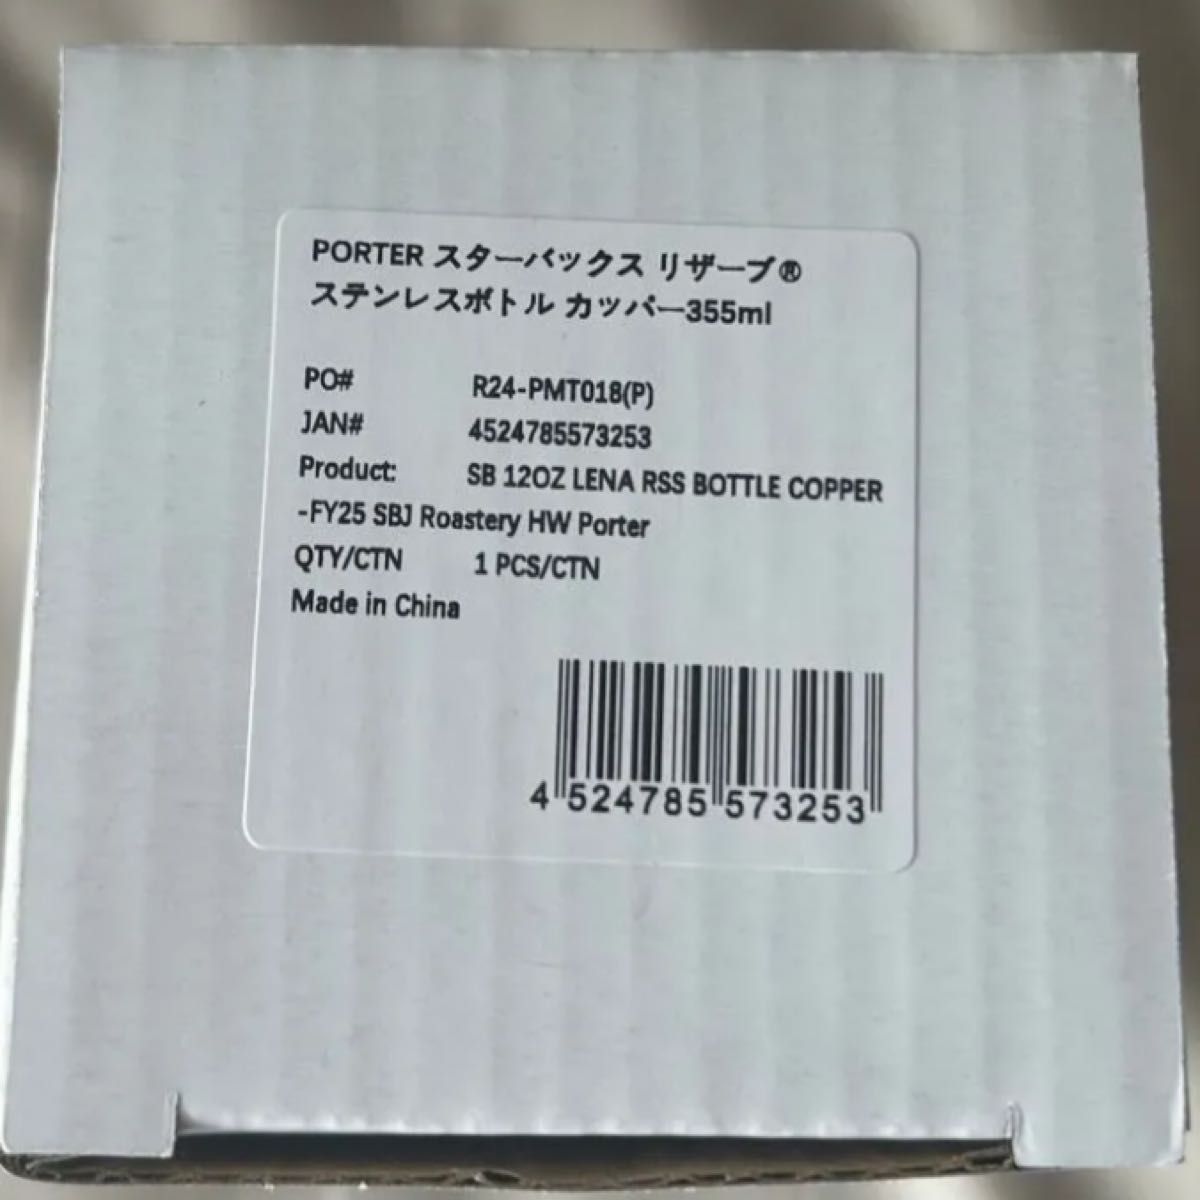 PORTER スターバックス リザーブ®
ステンレスボトル カッパー355ml
PO# R24-PMT018(P)
JAN# 4524785573253
Product: SB 12OZ LENA RSS BOTTLE COPPER
-FY25 SBJ Roastery HW Porter
QTY/CTN 1 PCS/CTN
Made in China
4 524785 573253